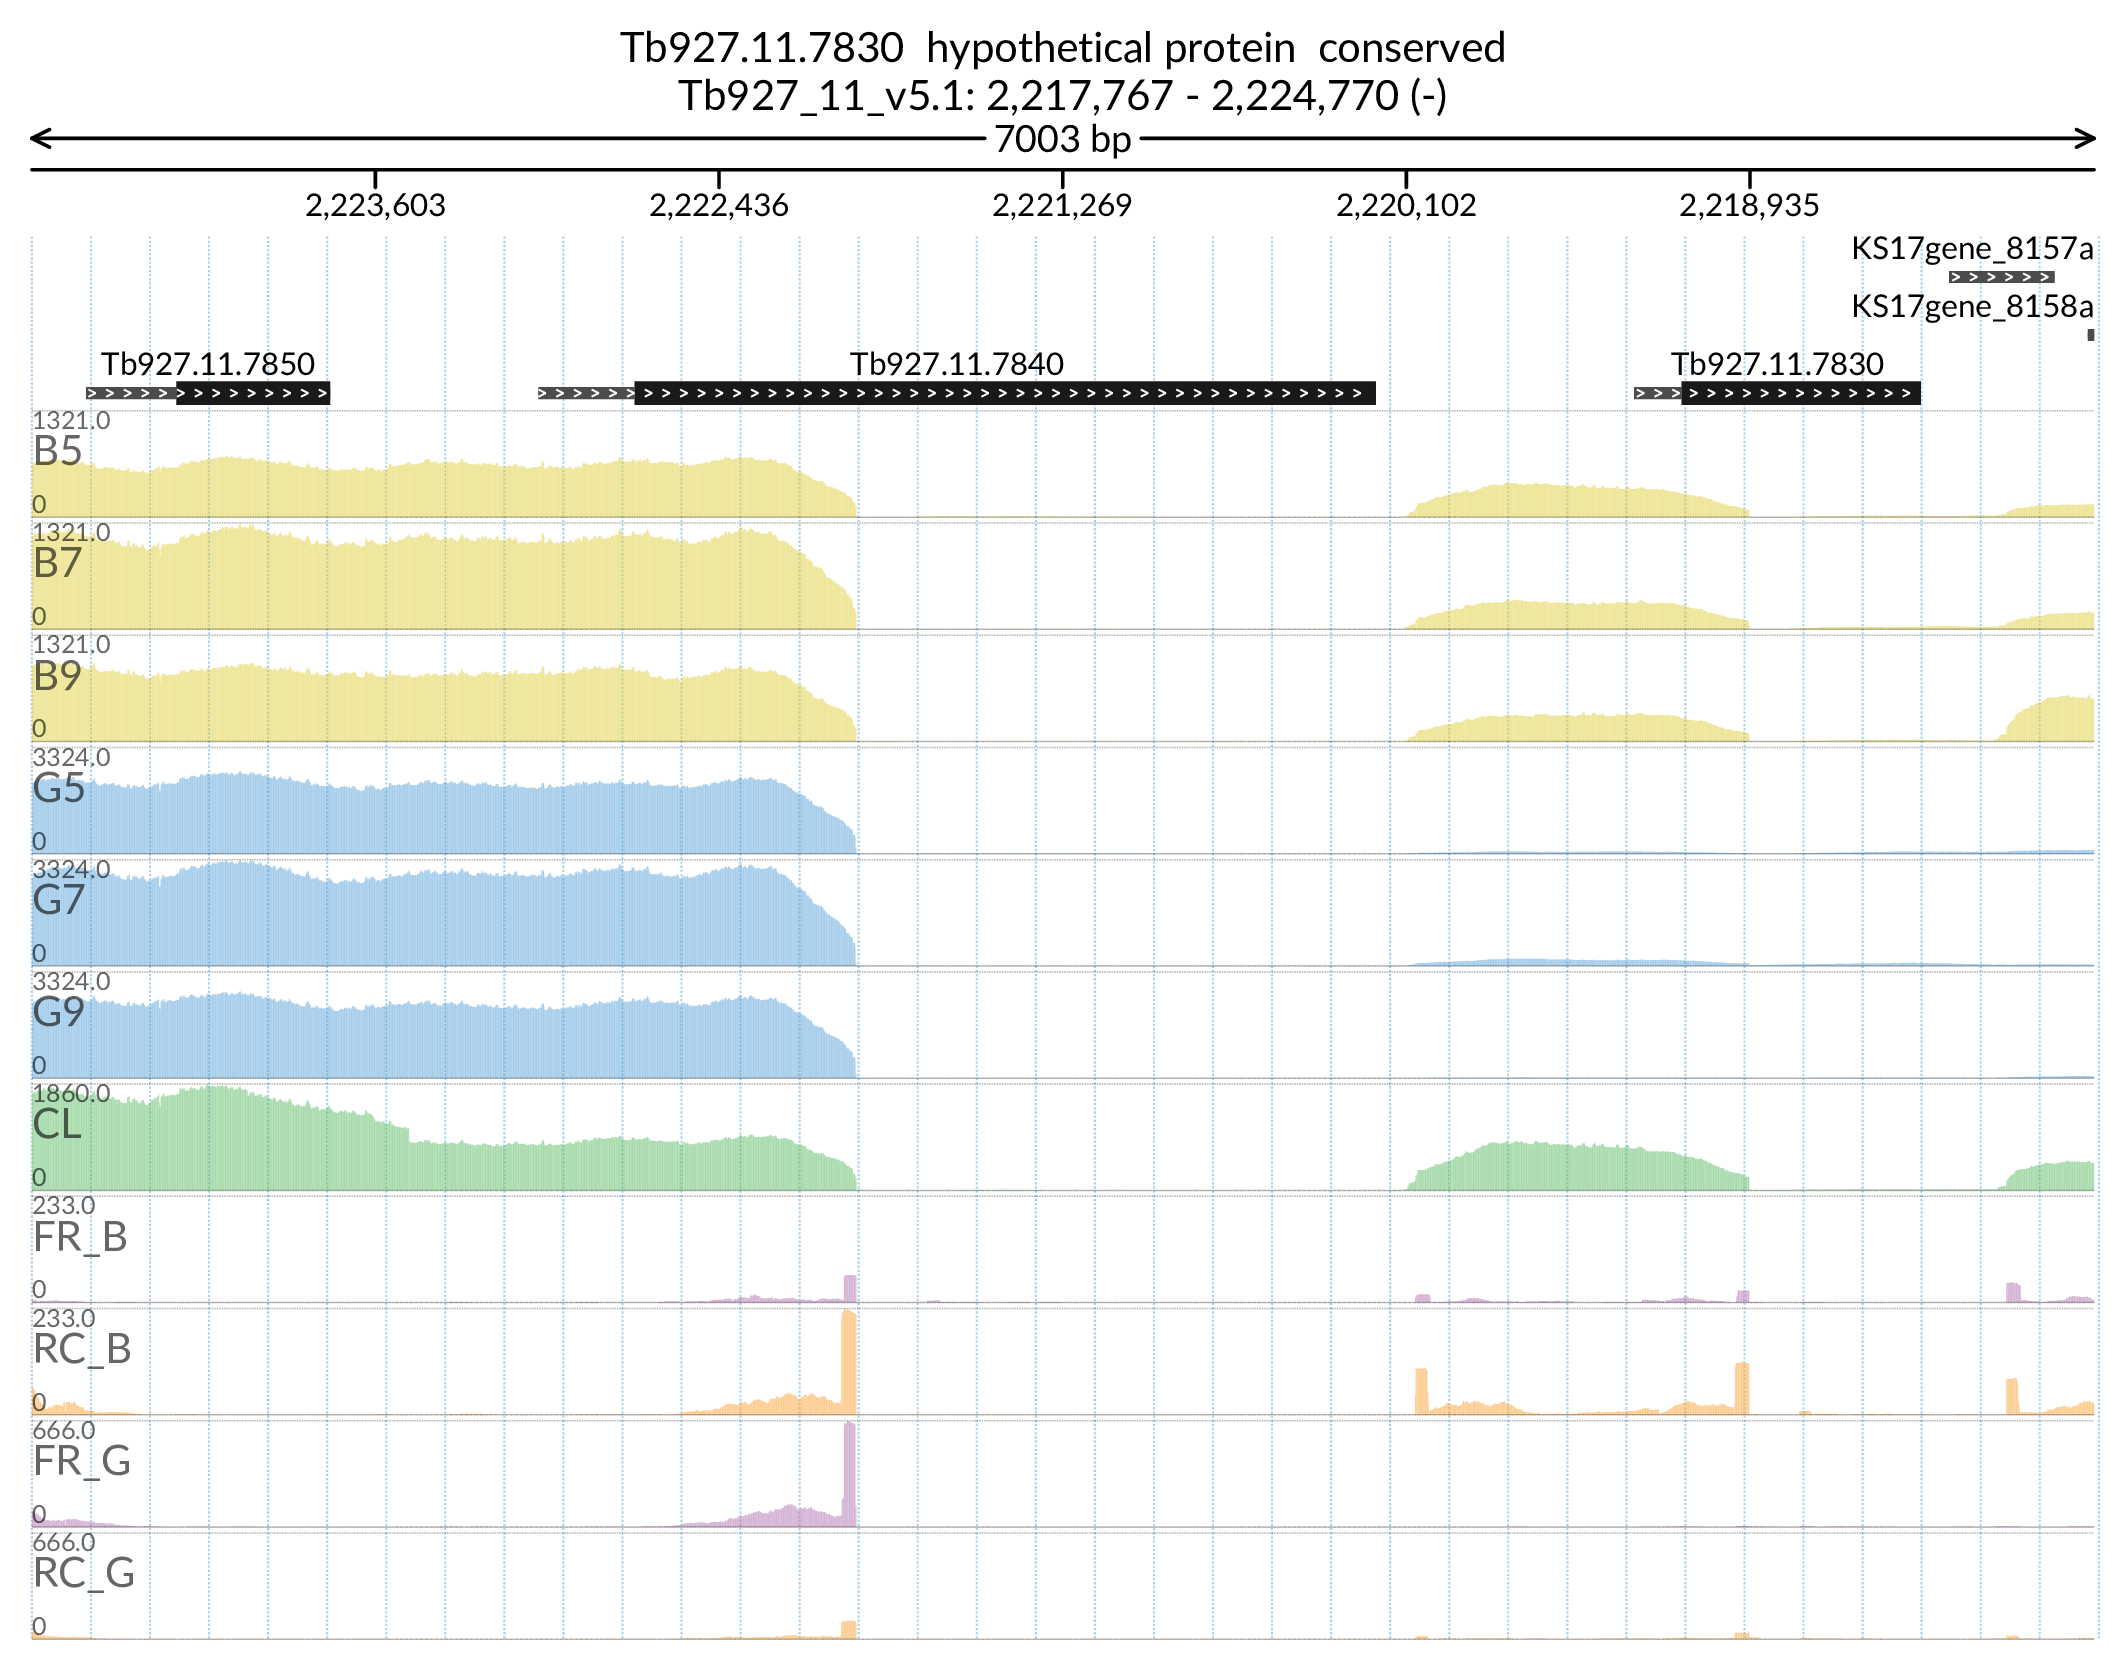 Tb927.11.7830 hypothetical protein conserved
Tb927_11_v5.1: 2,217,767 - 2,224,770 (-)
7003 bp
2,223,603 2,222,436 2,221,269 2,220,102 2,218,935
KS17gene_8157a
KS17gene_8158a
Tb927.11.7850 Tb927.11.7840 Tb927.11.7830
1321.0
B5
0
1321.0
B7
0
1321.0
B9
0
3324.0
G5
0
3324.0
G7
0
3324.0
G9
0
1860.0
CL
0
233.0
FR_B
0
233.0
RC_B
0
666.0
FR_G
0
666.0
RC_G
0